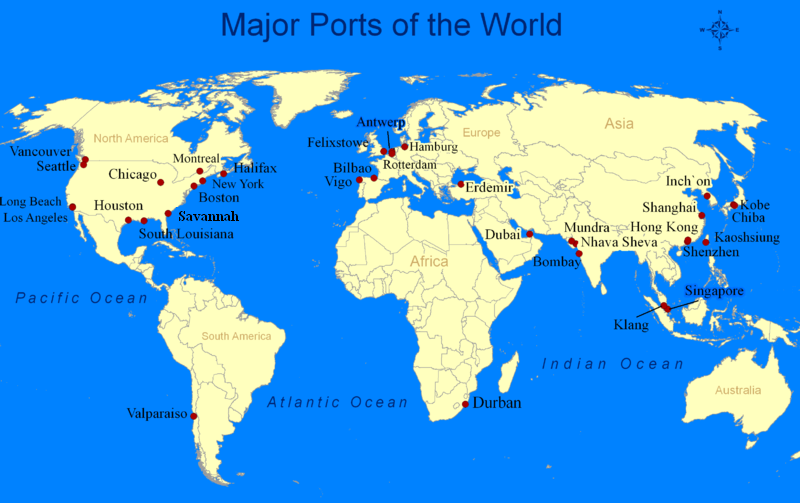 Major Ports of the World
N
W
E
S
North America
Europe
Asia
Antwerp
Felixstowe
Hamburg
Rotterdam
Vancouver
Seattle
Montreal
Halifax
Chicago
New York
Boston
Bilbao
Vigo
Erdemir
Inch`on
Long Beach
Los Angeles
Houston
Savannah
South Louisiana
Shanghai
Kobe
Chiba
Dubai
Mundra
Nhava Sheva
Bombay
Hong Kong
Shenzhen
Kaoshsiung
Africa
Pacific Ocean
Singapore
Klang
South America
Indian Ocean
Atlantic Ocean
Australia
Valparaiso
Durban